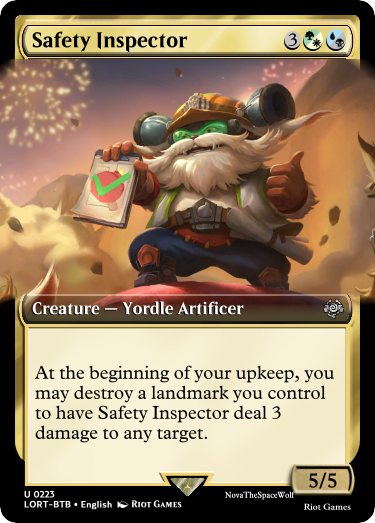 Safety Inspector 3
Creature — Yordle Artificer
At the beginning of your upkeep, you
may destroy a landmark you control
to have Safety Inspector deal 3
damage to any target.
5/5
U 0223
LORT-BTB • English RIOT GAMES
NovaTheSpaceWolf
Riot Games